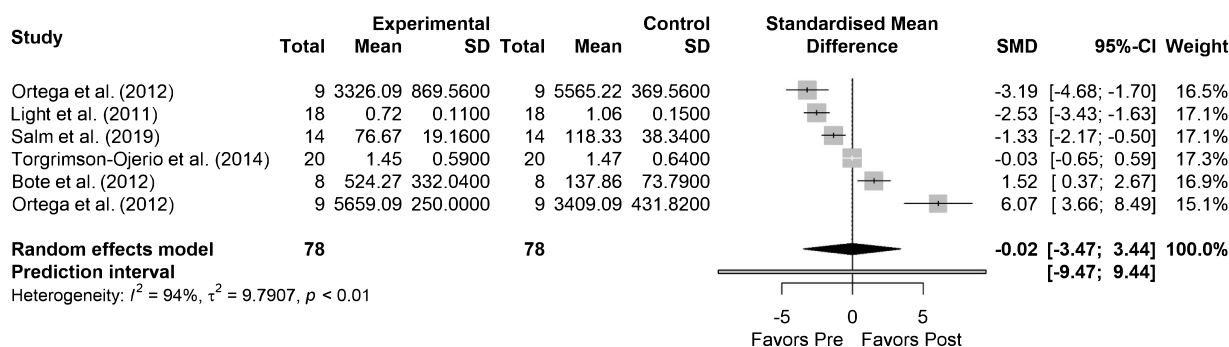 Experimental Control Standardised Mean
Study Total Mean SD Total Mean SD Difference SMD 95%-CI Weight
Ortega et al. (2012) 9 3326.09 869.5600 9 5565.22 369.5600 -3.19 [-4.68; -1.70] 16.5%
Light et al. (2011) 18 0.72 0.1100 18 1.06 0.1500 -2.53 [-3.43; -1.63] 17.1%
Salm et al. (2019) 14 76.67 19.1600 14 118.33 38.3400 -1.33 [-2.17; -0.50] 17.1%
Torgrimson-Ojerio et al. (2014) 20 1.45 0.5900 20 1.47 0.6400 -0.03 [-0.65; 0.59] 17.3%
Bote et al. (2012) 8 524.27 332.0400 8 137.86 73.7900 1.52 [ 0.37; 2.67] 16.9%
Ortega et al. (2012) 9 5659.09 250.0000 9 3409.09 431.8200 6.07 [ 3.66; 8.49] 15.1%
Random effects model 78 78 -0.02 [-3.47; 3.44] 100.0%
Prediction interval [-9.47; 9.44]
Heterogeneity: I² = 94%, τ² = 9.7907, p < 0.01
-5 0 5
Favors Pre Favors Post